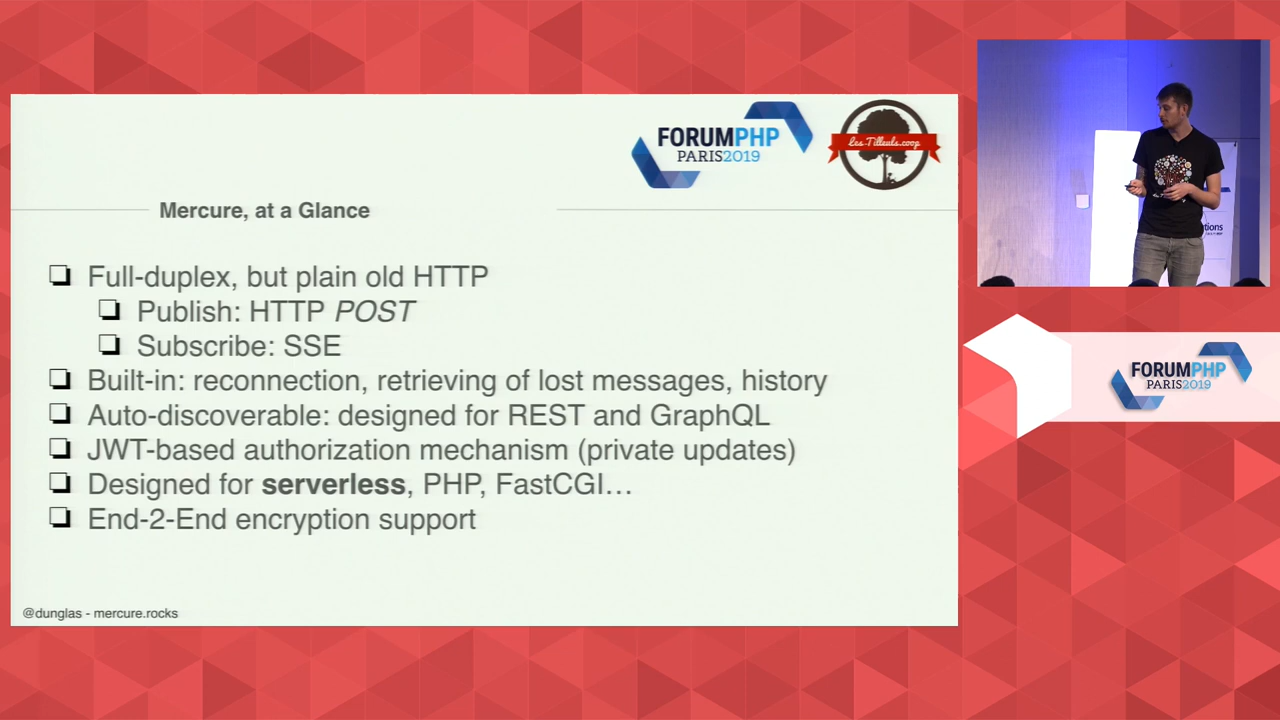 FORUMPHP
PARIS2019
Les-Tilleuls.coop
Mercure, at a Glance
❏ Full-duplex, but plain old HTTP
❏ Publish: HTTP POST
❏ Subscribe: SSE
❏ Built-in: reconnection, retrieving of lost messages, history
❏ Auto-discoverable: designed for REST and GraphQL
❏ JWT-based authorization mechanism (private updates)
❏ Designed for serverless, PHP, FastCGI…
❏ End-2-End encryption support
@dunglas - mercure.rocks
FORUMPHP
PARIS2019